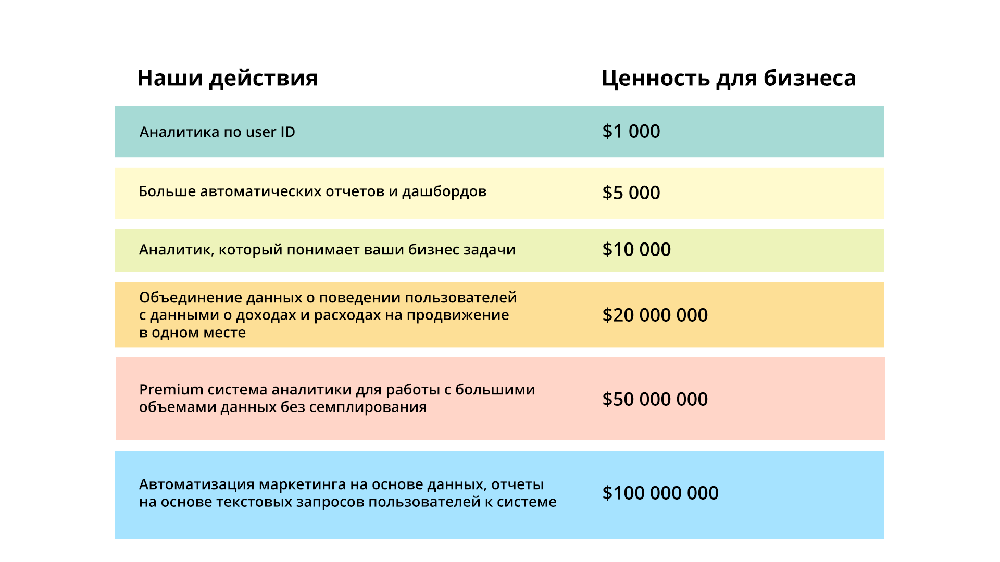 Наши действия
Ценность для бизнеса
Аналитика по user ID
$1 000
Больше автоматических отчетов и дашбордов
$5 000
Аналитик, который понимает ваши бизнес задачи
$10 000
Объединение данных о поведении пользователей
с данными о доходах и расходах на продвижение
в одном месте
$20 000 000
Premium система аналитики для работы с большими
объемами данных без семплирования
$50 000 000
Автоматизация маркетинга на основе данных, отчеты
на основе текстовых запросов пользователей к системе
$100 000 000